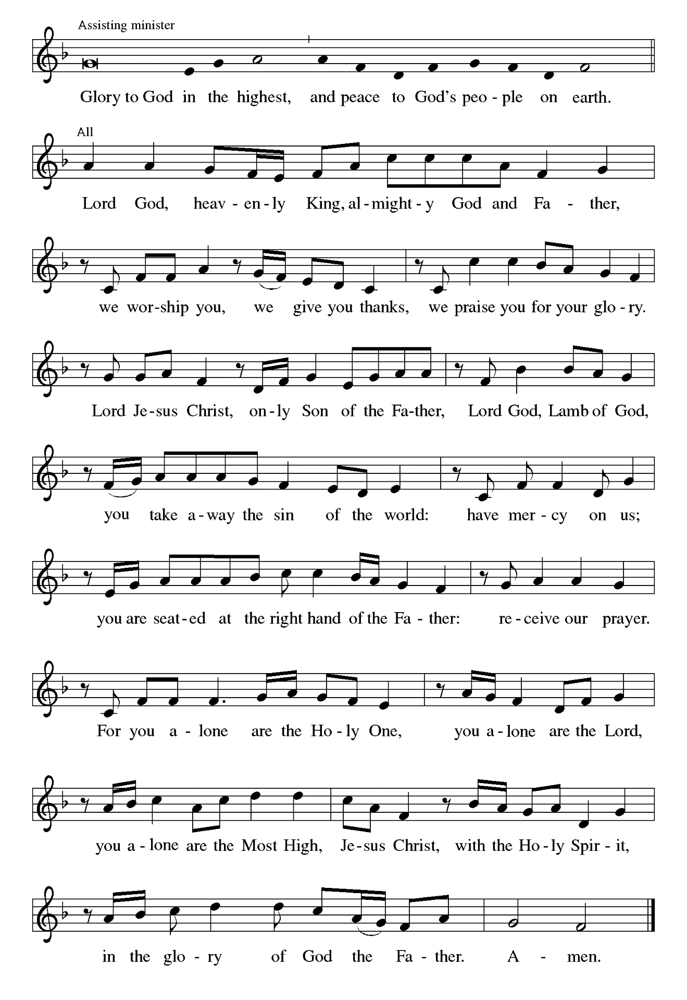 Assisting minister
Glory to God in the highest, and peace to God's peo - ple on earth.
All
Lord God, heav - en - ly King, al - might - y God and Fa - ther,
we wor - ship you, we give you thanks, we praise you for your glo - ry.
Lord Je - sus Christ, on - ly Son of the Fa - ther, Lord God, Lamb of God,
you take a - way the sin of the world: have mer - cy on us;
you are seat - ed at the right hand of the Fa - ther: re - ceive our prayer.
For you a - lone are the Ho - ly One, you a - lone are the Lord,
you a - lone are the Most High, Je - sus Christ, with the Ho - ly Spir - it,
in the glo - ry of God the Fa - ther. A - men.